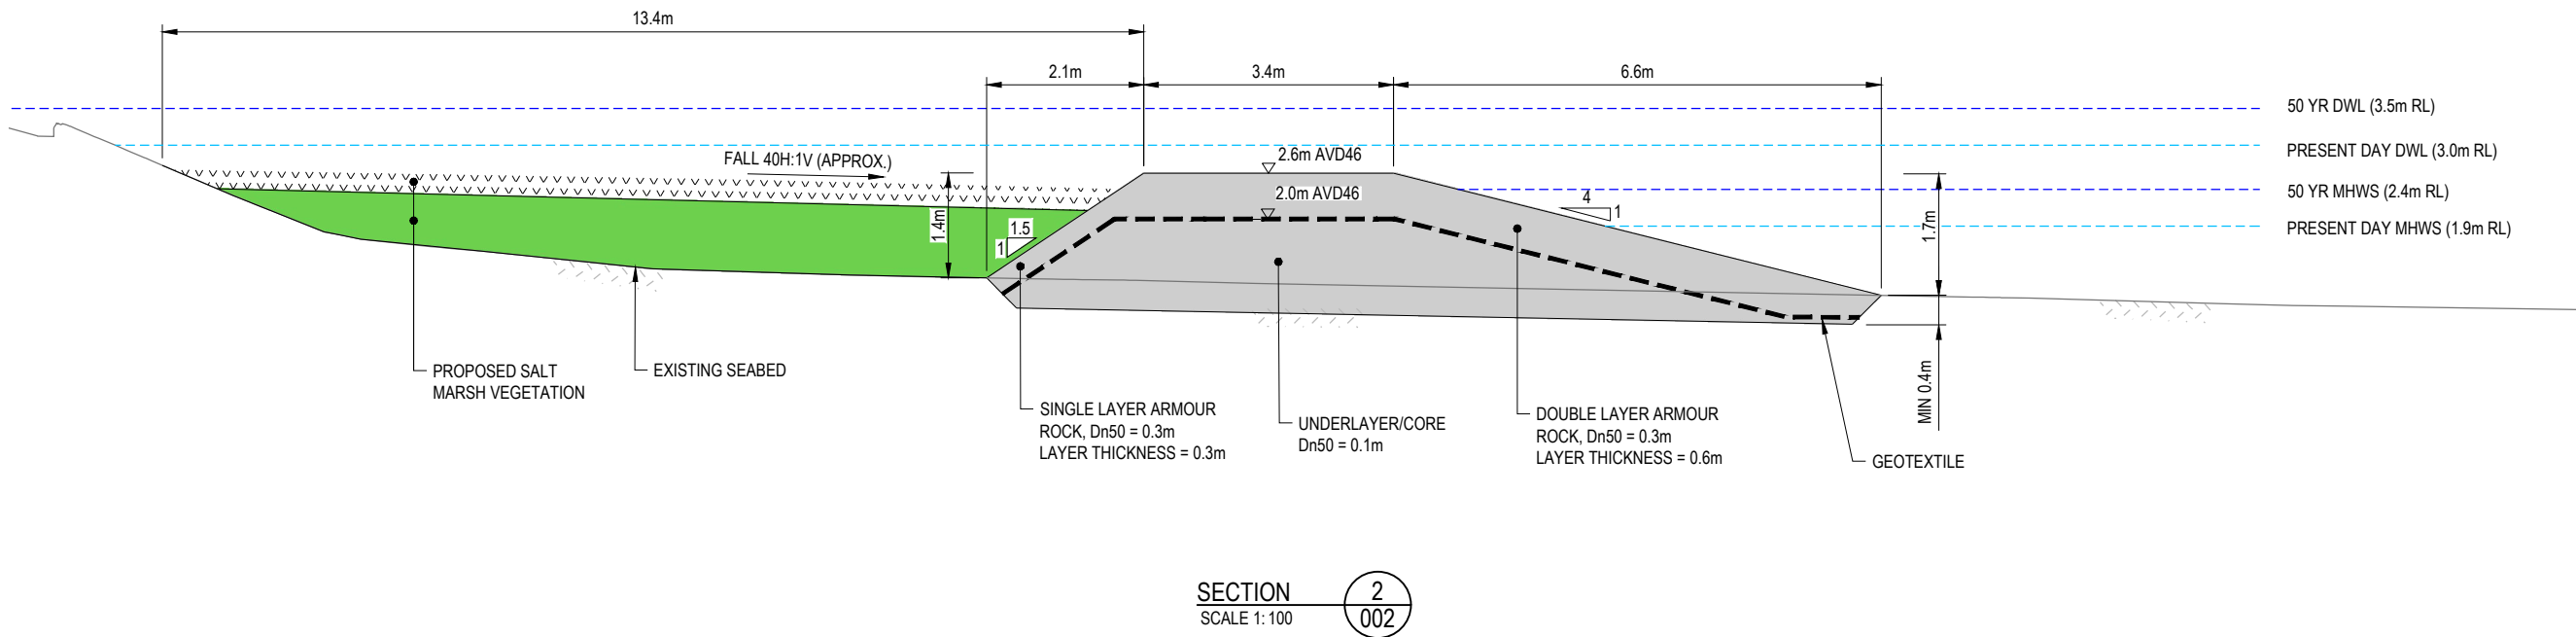 13.4m
2.1m
3.4m
6.6m
50 YR DWL (3.5m RL)
PRESENT DAY DWL (3.0m RL)
50 YR MHWS (2.4m RL)
PRESENT DAY MHWS (1.9m RL)
FALL 40H:1V (APPROX.)
2.6m AVD46
2.0m AVD46
1.4m
1.5
1
4
1
1.7m
MIN 0.4m
PROPOSED SALT
MARSH VEGETATION
EXISTING SEABED
SINGLE LAYER ARMOUR
ROCK, Dn50 = 0.3m
LAYER THICKNESS = 0.3m
UNDERLAYER/CORE
Dn50 = 0.1m
DOUBLE LAYER ARMOUR
ROCK, Dn50 = 0.3m
LAYER THICKNESS = 0.6m
GEOTEXTILE
SECTION
SCALE 1: 100
2
002